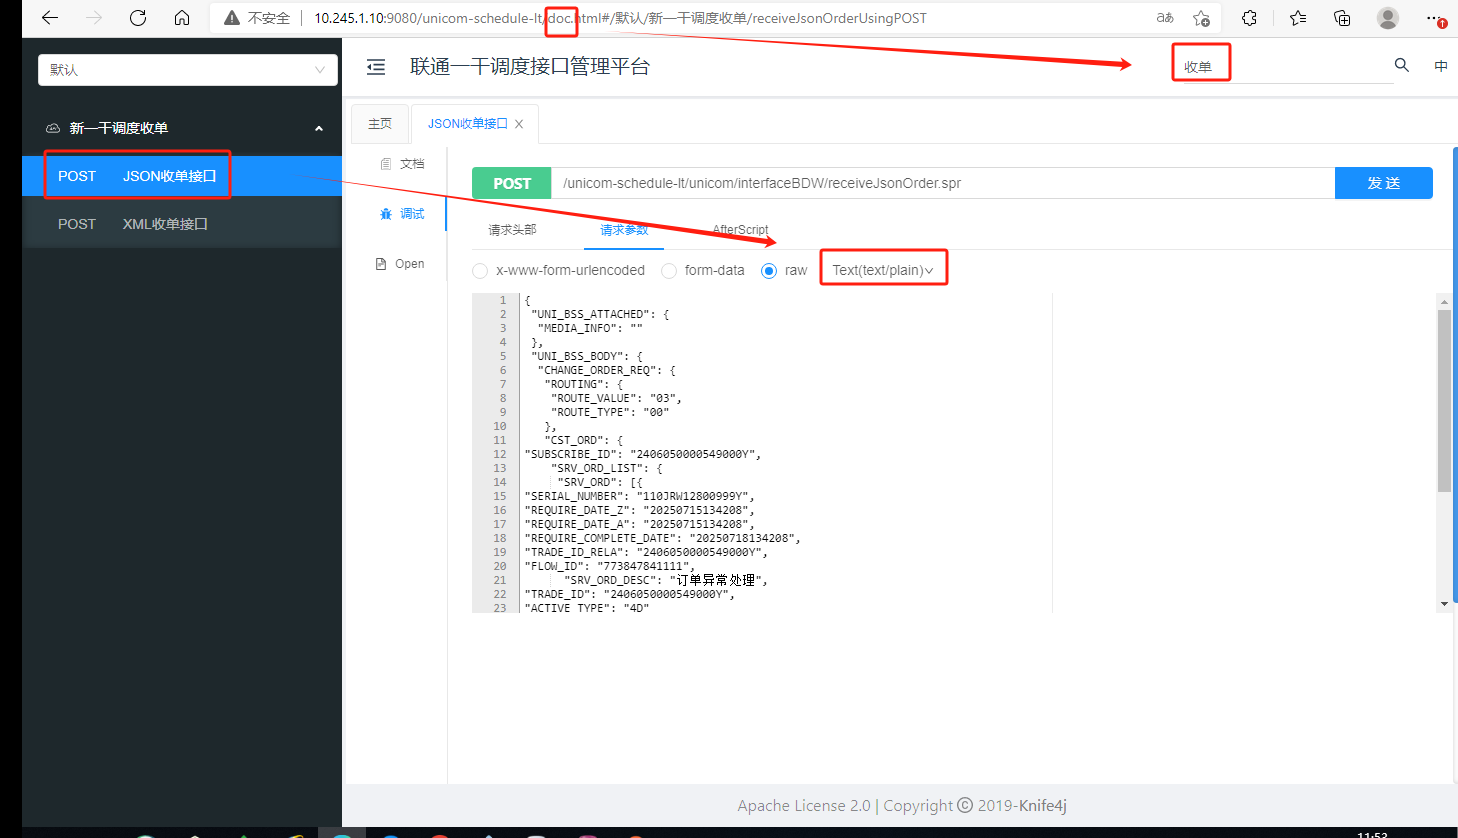 不安全 10.245.1.10:9080/unicom-schedule-lt/doc.html#/默认/新一干调度收单/receiveJsonOrderUsingPOST
默认
联通一干调度接口管理平台
收单
中
新一干调度收单
主页
JSON收单接口
POST JSON收单接口
POST XML收单接口
文档
调试
Open
POST /unicom-schedule-lt/unicom/interfaceBDW/receiveJsonOrder.spr
发 送
请求头部 请求参数 AfterScript
x-www-form-urlencoded form-data raw Text(text/plain)
1 {
2 "UNI_BSS_ATTACHED": {
3 "MEDIA_INFO": ""
4 },
5 "UNI_BSS_BODY": {
6 "CHANGE_ORDER_REQ": {
7 "ROUTING": {
8 "ROUTE_VALUE": "03",
9 "ROUTE_TYPE": "00"
10 },
11 "CST_ORD": {
12 "SUBSCRIBE_ID": "2406050000549000Y",
13 "SRV_ORD_LIST": {
14 "SRV_ORD": [{
15 "SERIAL_NUMBER": "110JRW12800999Y",
16 "REQUIRE_DATE_Z": "20250715134208",
17 "REQUIRE_DATE_A": "20250715134208",
18 "REQUIRE_COMPLETE_DATE": "20250718134208",
19 "TRADE_ID_RELA": "2406050000549000Y",
20 "FLOW_ID": "773847841111",
21 "SRV_ORD_DESC": "订单异常处理",
22 "TRADE_ID": "2406050000549000Y",
23 "ACTIVE_TYPE": "4D"
Apache License 2.0 | Copyright © 2019-Knife4j
11:53